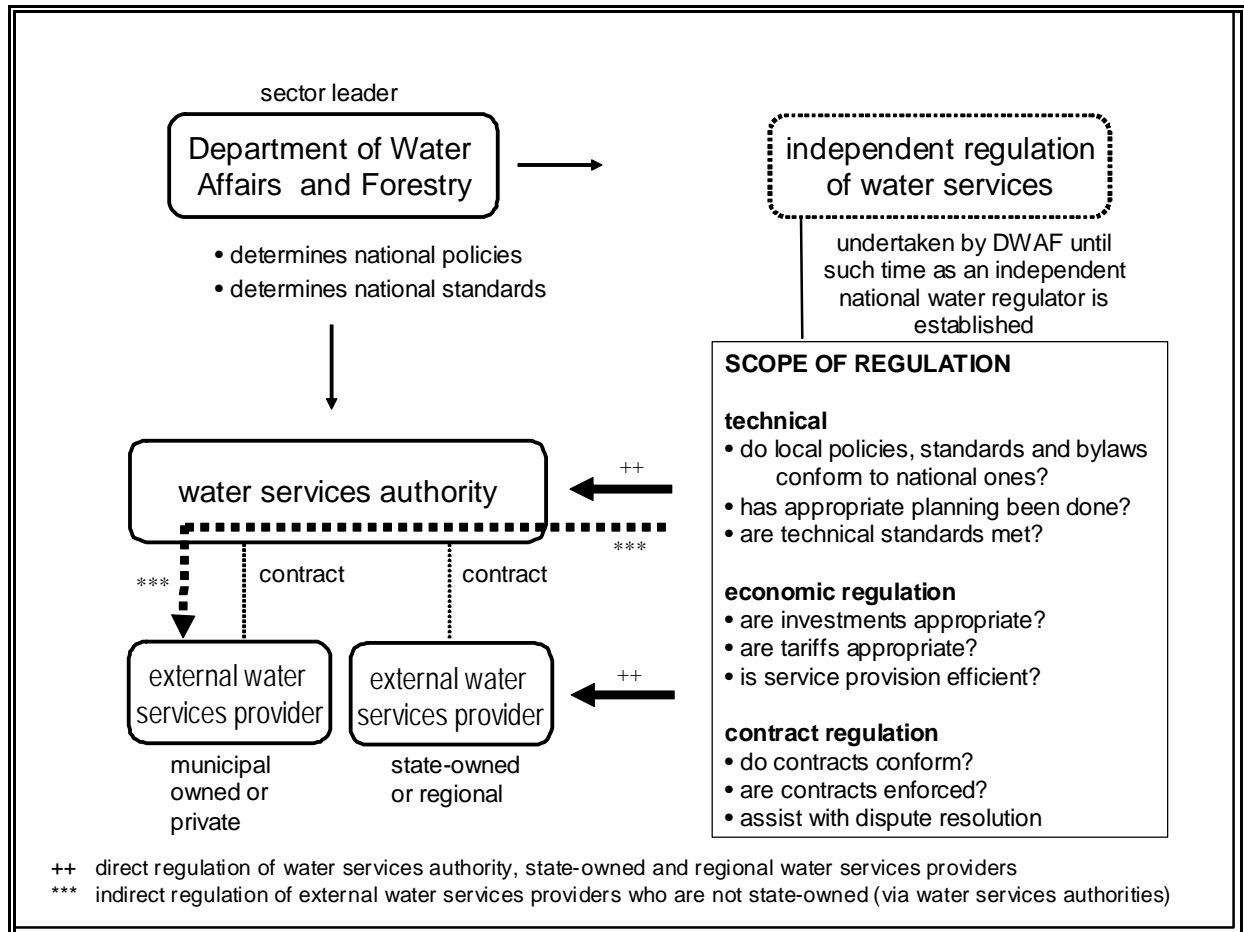 sector leader
Department of Water
Affairs and Forestry
• determines national policies
• determines national standards
independent regulation
of water services
undertaken by DWAF until
such time as an independent
national water regulator is
established
SCOPE OF REGULATION
technical
• do local policies, standards and bylaws
conform to national ones?
• has appropriate planning been done?
• are technical standards met?
economic regulation
• are investments appropriate?
• are tariffs appropriate?
• is service provision efficient?
contract regulation
• do contracts conform?
• are contracts enforced?
• assist with dispute resolution
water services authority
++
***
***
contract
contract
external water
services provider
municipal
owned or
private
external water
services provider
state-owned
or regional
++
++ direct regulation of water services authority, state-owned and regional water services providers
*** indirect regulation of external water services providers who are not state-owned (via water services authorities)